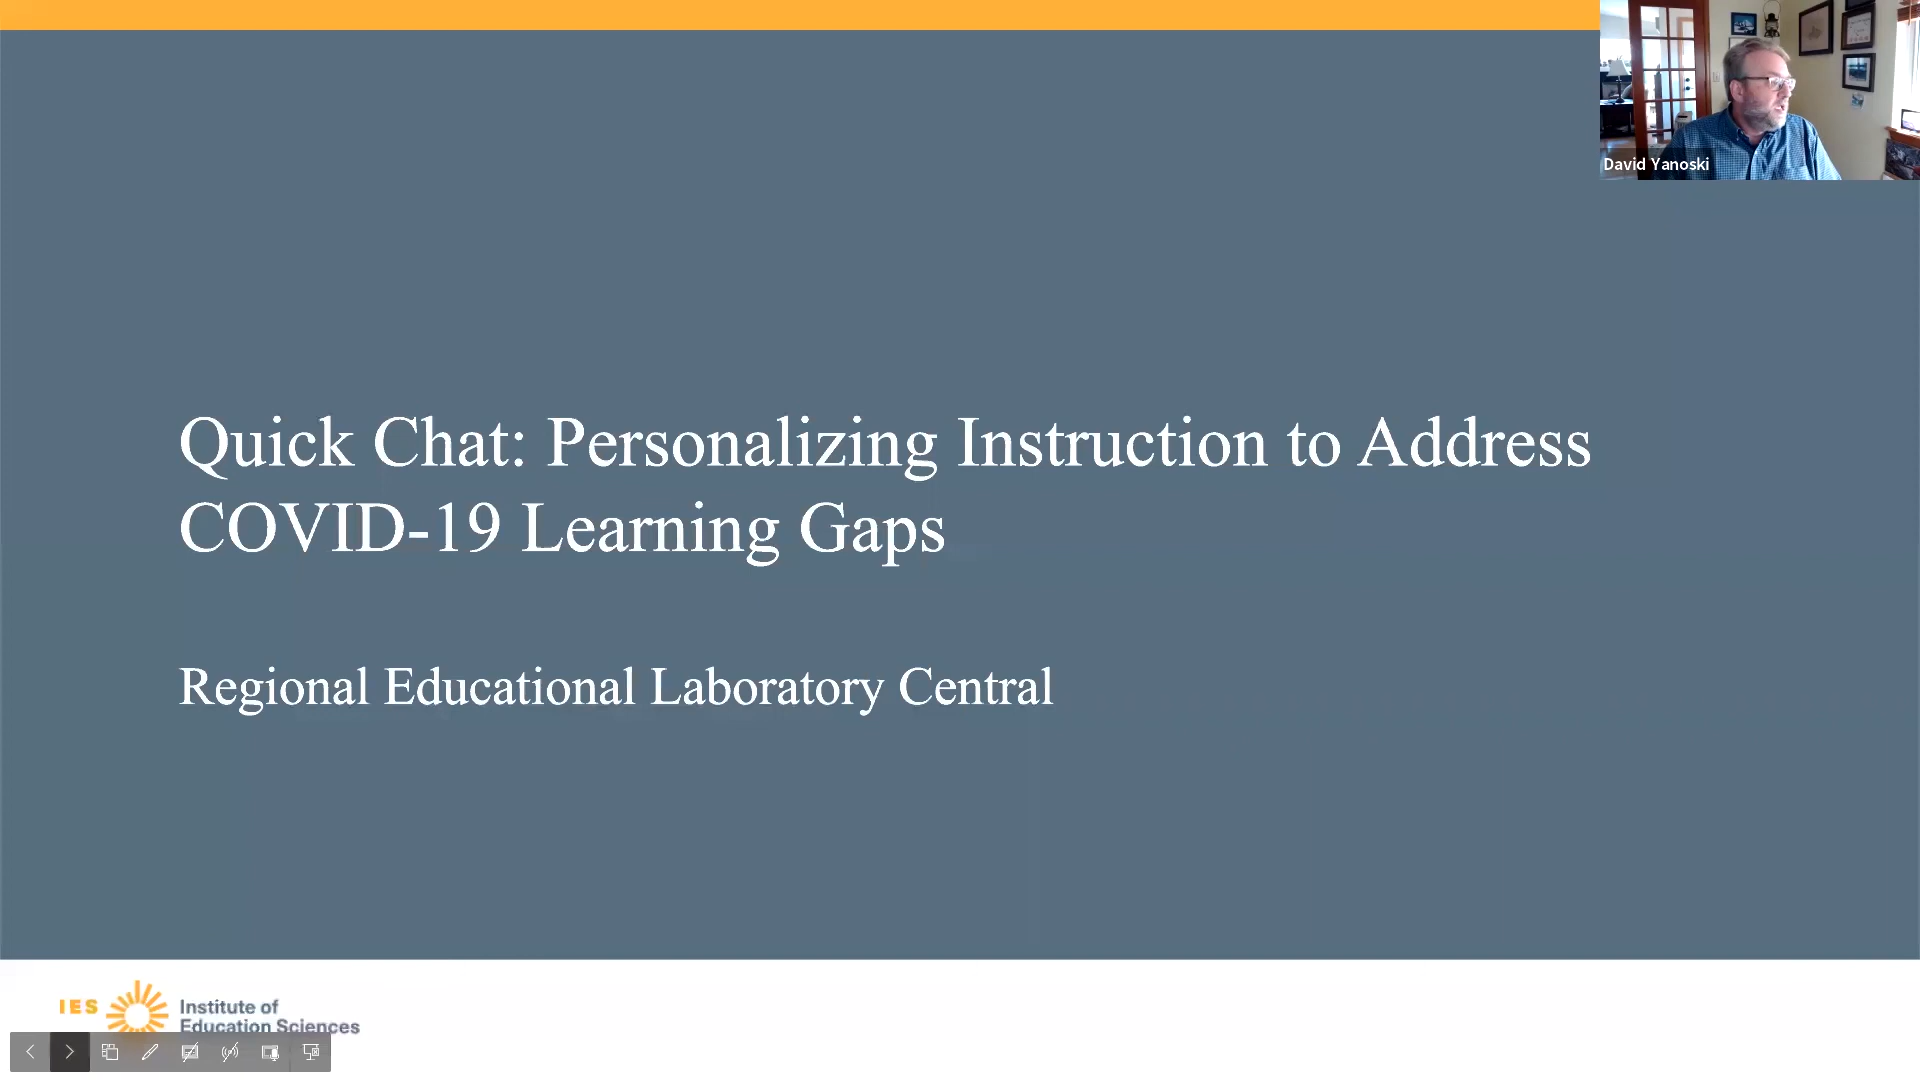 David Yanoski
Quick Chat: Personalizing Instruction to Address
COVID-19 Learning Gaps
Regional Educational Laboratory Central
IES
Institute of
Education Sciences